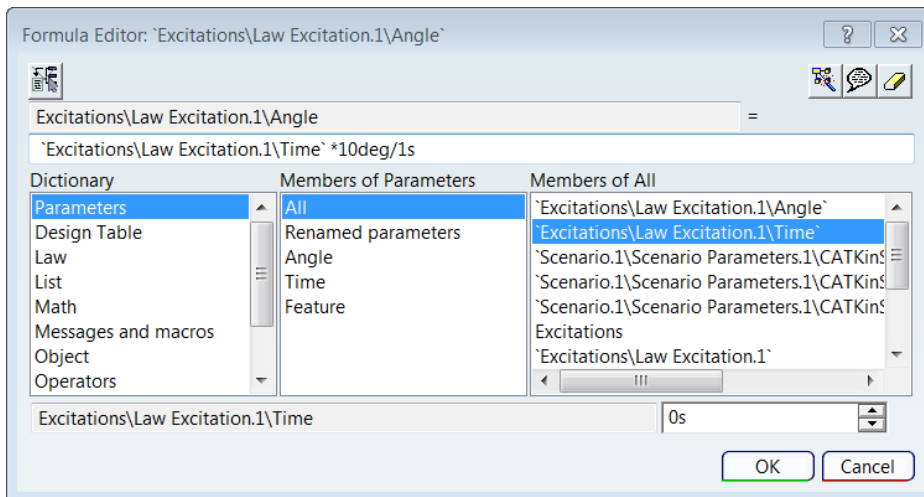 Formula Editor: `Excitations\Law Excitation.1\Angle`
Excitations\Law Excitation.1\Angle =
`Excitations\Law Excitation.1\Time` *10deg/1s
Dictionary Members of Parameters Members of All
Parameters All `Excitations\Law Excitation.1\Angle`
Design Table Renamed parameters `Excitations\Law Excitation.1\Time`
Law Angle `Scenario.1\Scenario Parameters.1\CATKinS
List Time `Scenario.1\Scenario Parameters.1\CATKinS
Math Feature `Scenario.1\Scenario Parameters.1\CATKinS
Messages and macros Excitations
Object `Excitations\Law Excitation.1`
Operators
Excitations\Law Excitation.1\Time 0s
OK Cancel